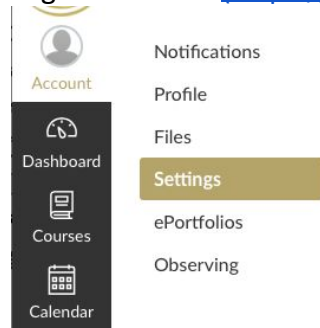 Account
Dashboard
Courses
Calendar
Notifications
Profile
Files
Settings
ePortfolios
Observing